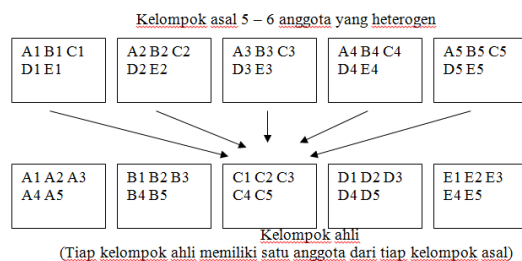 Kelompok asal 5 – 6 anggota yang heterogen
A1 B1 C1
D1 E1
A2 B2 C2
D2 E2
A3 B3 C3
D3 E3
A4 B4 C4
D4 E4
A5 B5 C5
D5 E5
A1 A2 A3
A4 A5
B1 B2 B3
B4 B5
C1 C2 C3
C4 C5
D1 D2 D3
D4 D5
E1 E2 E3
E4 E5
Kelompok ahli
(Tiap kelompok ahli memiliki satu anggota dari tiap kelompok asal)